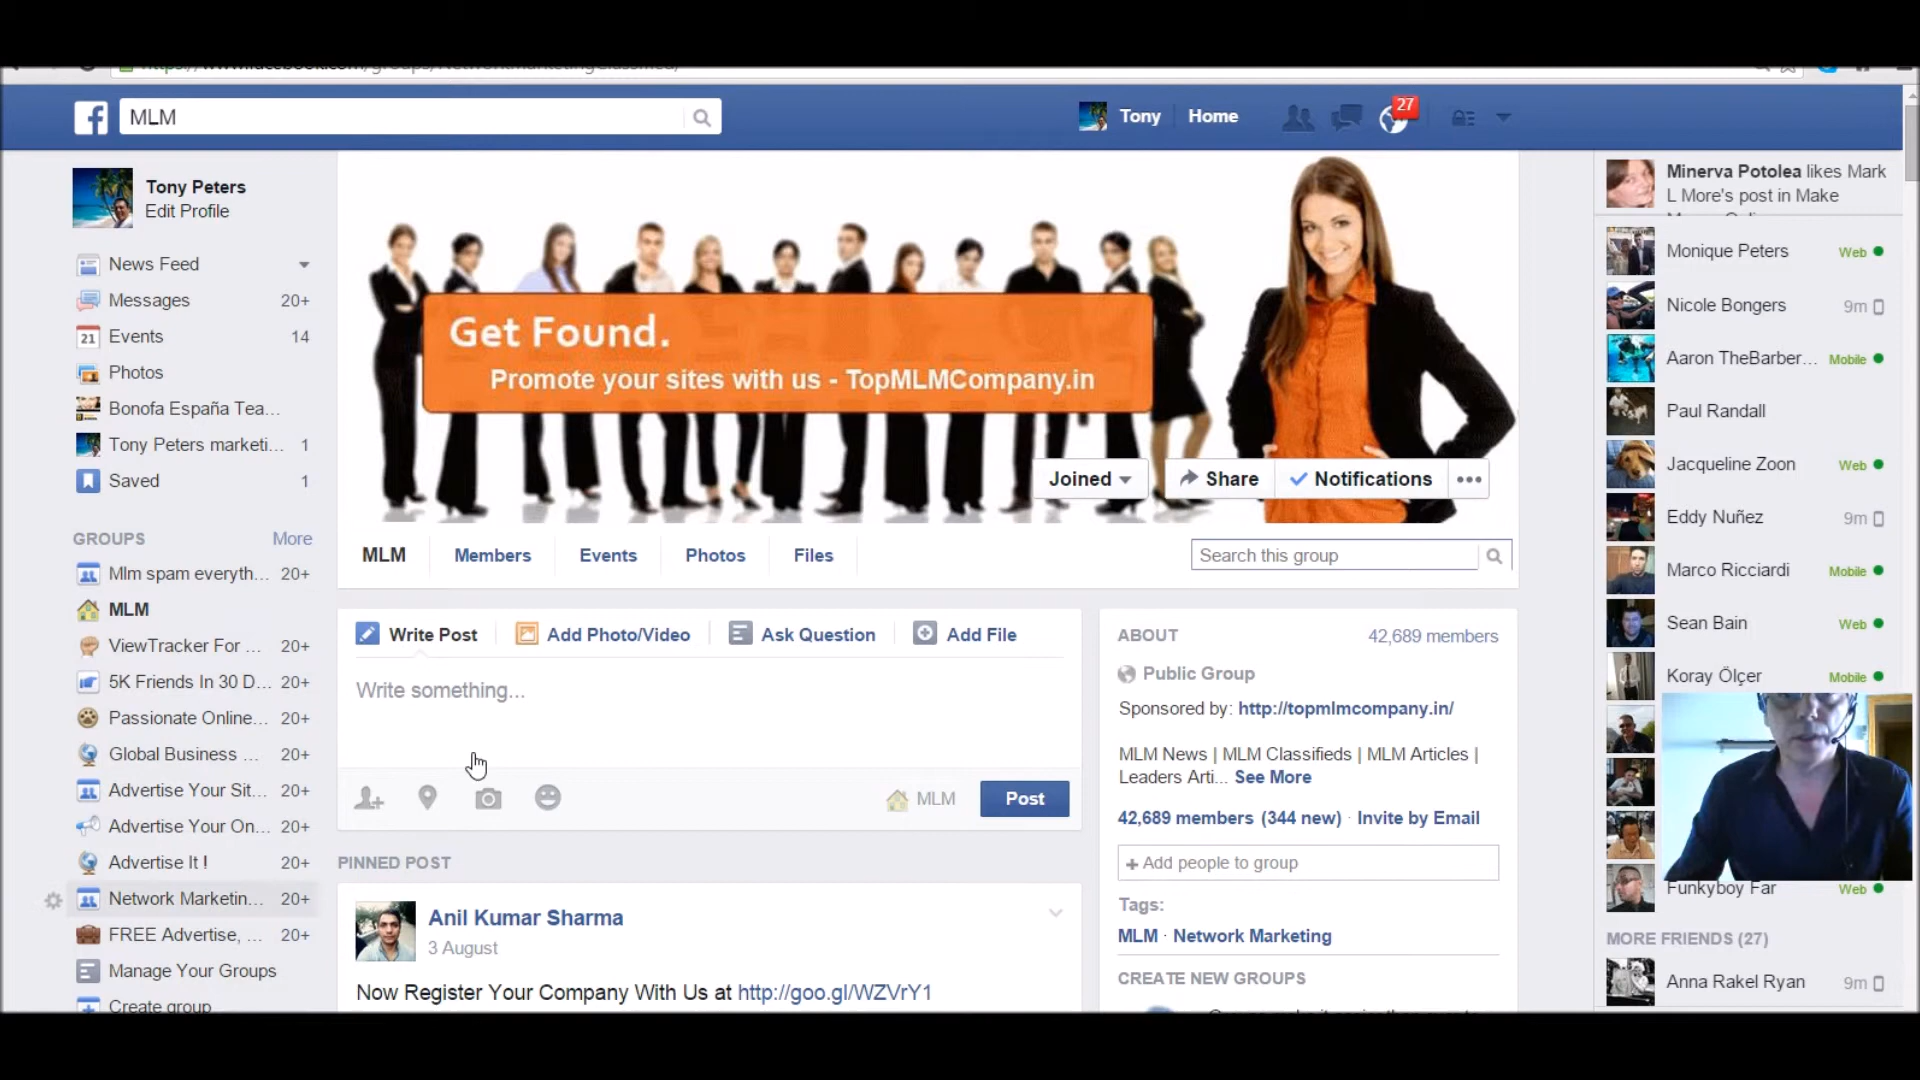 MLM
Tony
Home
27
Tony Peters
Edit Profile
News Feed
Messages 20+
21 Events 14
Photos
Bonofa España Tea...
Tony Peters marketi... 1
Saved 1
GROUPS More
Mlm spam everyth... 20+
MLM
ViewTracker For ... 20+
5K Friends In 30 D... 20+
Passionate Online... 20+
Global Business ... 20+
Advertise Your Sit... 20+
Advertise Your On... 20+
Advertise It ! 20+
Network Marketin... 20+
FREE Advertise, ... 20+
Manage Your Groups
Create group
Get Found.
Promote your sites with us - TopMLMCompany.in
Joined
Share
Notifications
MLM Members Events Photos Files
Search this group
Write Post Add Photo/Video Ask Question Add File
Write something...
MLM Post
PINNED POST
Anil Kumar Sharma
3 August
Now Register Your Company With Us at http://goo.gl/WZVrY1
ABOUT 42,689 members
Public Group
Sponsored by: http://topmlmcompany.in/
MLM News | MLM Classifieds | MLM Articles |
Leaders Arti... See More
42,689 members (344 new) · Invite by Email
+ Add people to group
Tags:
MLM · Network Marketing
CREATE NEW GROUPS
Minerva Potolea likes Mark
L More's post in Make
Monique Peters Web
Nicole Bongers 9m
Aaron TheBarber... Mobile
Paul Randall
Jacqueline Zoon Web
Eddy Nuñez 9m
Marco Ricciardi Mobile
Sean Bain Web
Koray Ölçer Mobile
Funkyboy Far Web
MORE FRIENDS (27)
Anna Rakel Ryan 9m